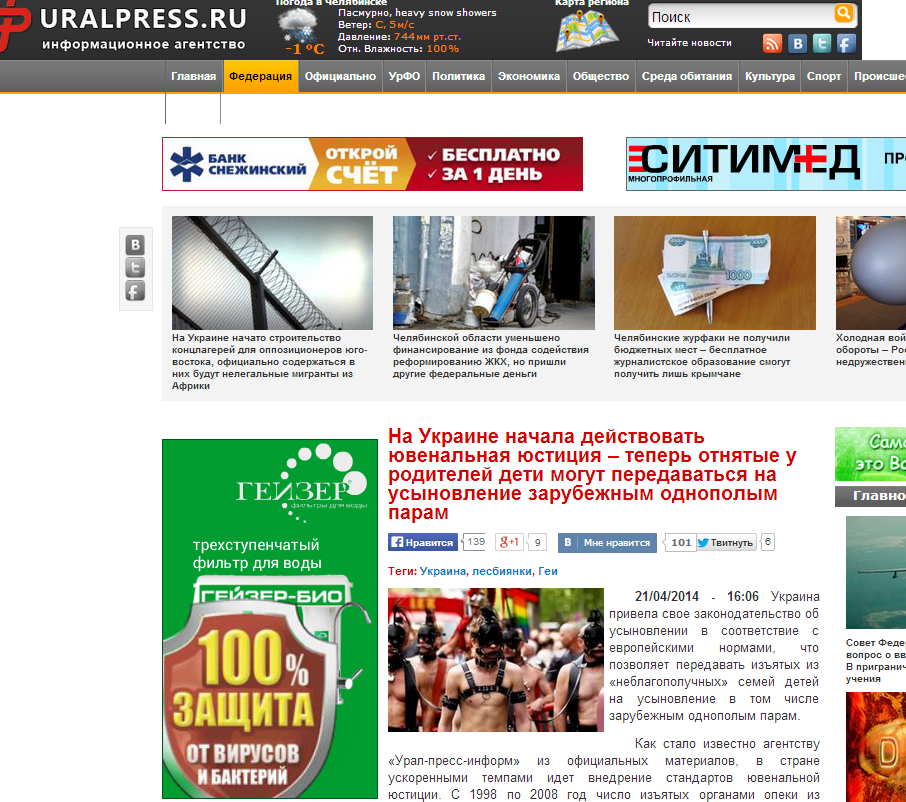 URALPRESS.RU
информационное агентство
Погода в Челябинске
Пасмурно, heavy snow showers
Ветер: С, 5м/с
Давление: 744мм рт.ст.
Отн. Влажность: 100%
-1°C
Карта региона
Поиск
Читайте новости
Главная Федерация Официально УрФО Политика Экономика Общество Среда обитания Культура Спорт
БАНК СНЕЖИНСКИЙ
ОТКРОЙ СЧЁТ
✓ БЕСПЛАТНО
✓ ЗА 1 ДЕНЬ
СИТИМЕД
МНОГОПРОФИЛЬНАЯ
На Украине начато строительство
концлагерей для оппозиционеров юго-
востока, официально содержаться в
них будут нелегальные мигранты из
Африки
Челябинской области уменьшено
финансирование из фонда содействия
реформированию ЖКХ, но пришли
другие федеральные деньги
1000
Челябинские журфаки не получили
бюджетных мест – бесплатное
журналистское образование смогут
получить лишь крымчане
Холодная вой
обороты – Рос
недружествен
ГЕЙЗЕР
фильтры для воды
трехступенчатый
фильтр для воды
ГЕЙЗЕР-БИО
100%
ЗАЩИТА
ОТ ВИРУСОВ
И БАКТЕРИЙ
На Украине начала действовать
ювенальная юстиция – теперь отнятые у
родителей дети могут передаваться на
усыновление зарубежным однополым
парам
Нравится 139 g+1 9 В Мне нравится 101 Твитнуть 6
Теги: Украина, лесбиянки, Геи
21/04/2014 - 16:06 Украина
привела свое законодательство об
усыновлении в соответствие с
европейскими нормами, что
позволяет передавать изъятых из
«неблагополучных» семей детей
на усыновление в том числе
зарубежным однополым парам.
Как стало известно агентству
«Урал-пресс-информ» из официальных материалов, в стране
ускоренными темпами идет внедрение стандартов ювенальной
юстиции. С 1998 по 2008 год число изъятых органами опеки из
это Ва
Главно
Совет Феде
вопрос о вв
В приграни
учения